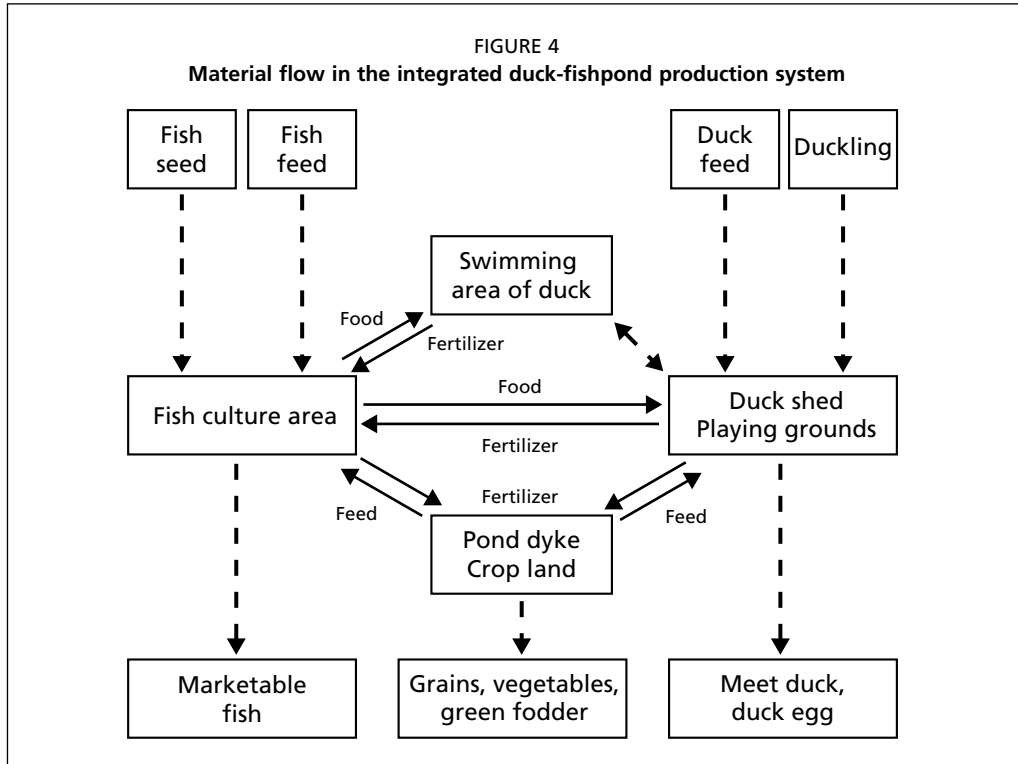 FIGURE 4
Material flow in the integrated duck-fishpond production system
Fish
seed
Fish
feed
Duck
feed
Duckling
Swimming
area of duck
Food
Fertilizer
Fish culture area
Food
Fertilizer
Duck shed
Playing grounds
Feed
Fertilizer
Feed
Pond dyke
Crop land
Marketable
fish
Grains, vegetables,
green fodder
Meet duck,
duck egg